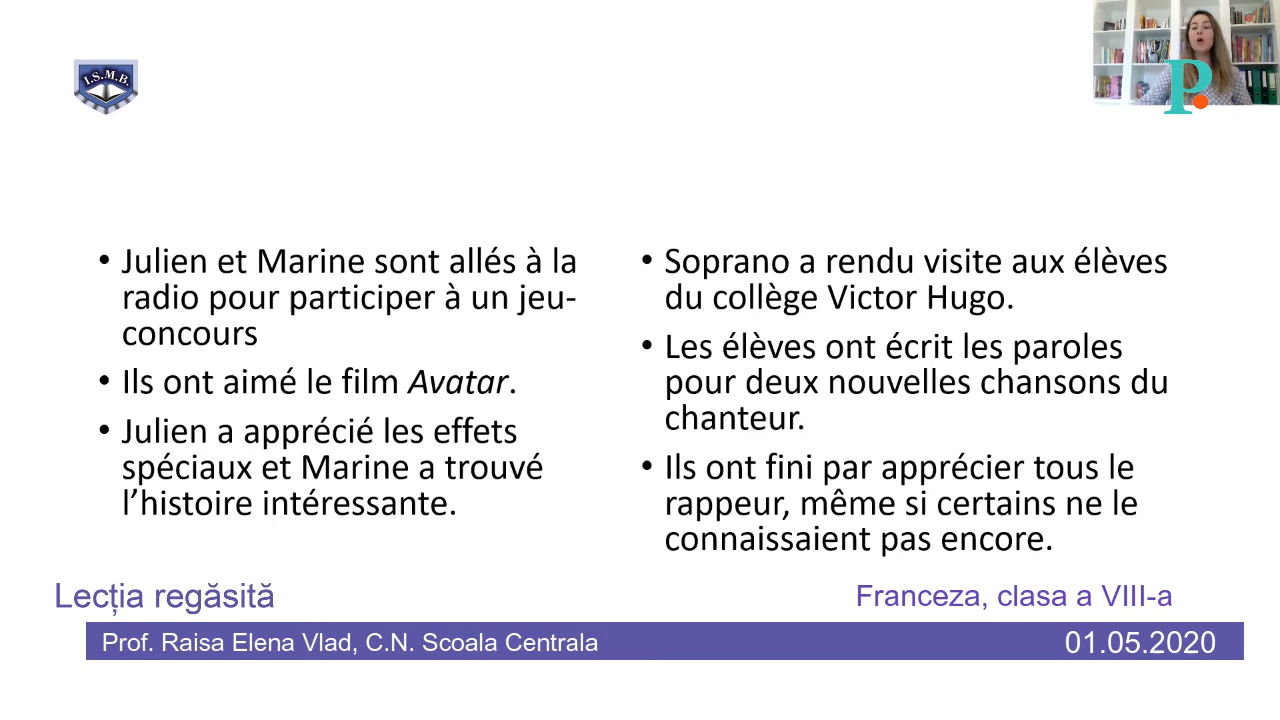 I.S.M.B.
P.
• Julien et Marine sont allés à la
radio pour participer à un jeu-
concours
• Ils ont aimé le film Avatar.
• Julien a apprécié les effets
spéciaux et Marine a trouvé
l’histoire intéressante.
• Soprano a rendu visite aux élèves
du collège Victor Hugo.
• Les élèves ont écrit les paroles
pour deux nouvelles chansons du
chanteur.
• Ils ont fini par apprécier tous le
rappeur, même si certains ne le
connaissaient pas encore.
Lecția regăsită
Franceza, clasa a VIII-a
Prof. Raisa Elena Vlad, C.N. Scoala Centrala
01.05.2020